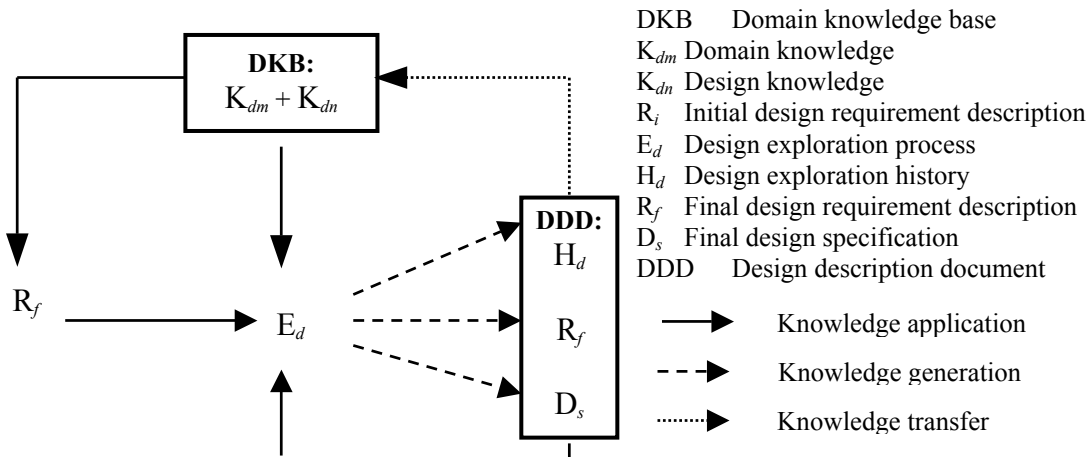 DKB:
K_dm + K_dn
R_f
E_d
DDD:
H_d
R_f
D_s
DKB Domain knowledge base
K_dm Domain knowledge
K_dn Design knowledge
R_i Initial design requirement description
E_d Design exploration process
H_d Design exploration history
R_f Final design requirement description
D_s Final design specification
DDD Design description document
Knowledge application
Knowledge generation
Knowledge transfer